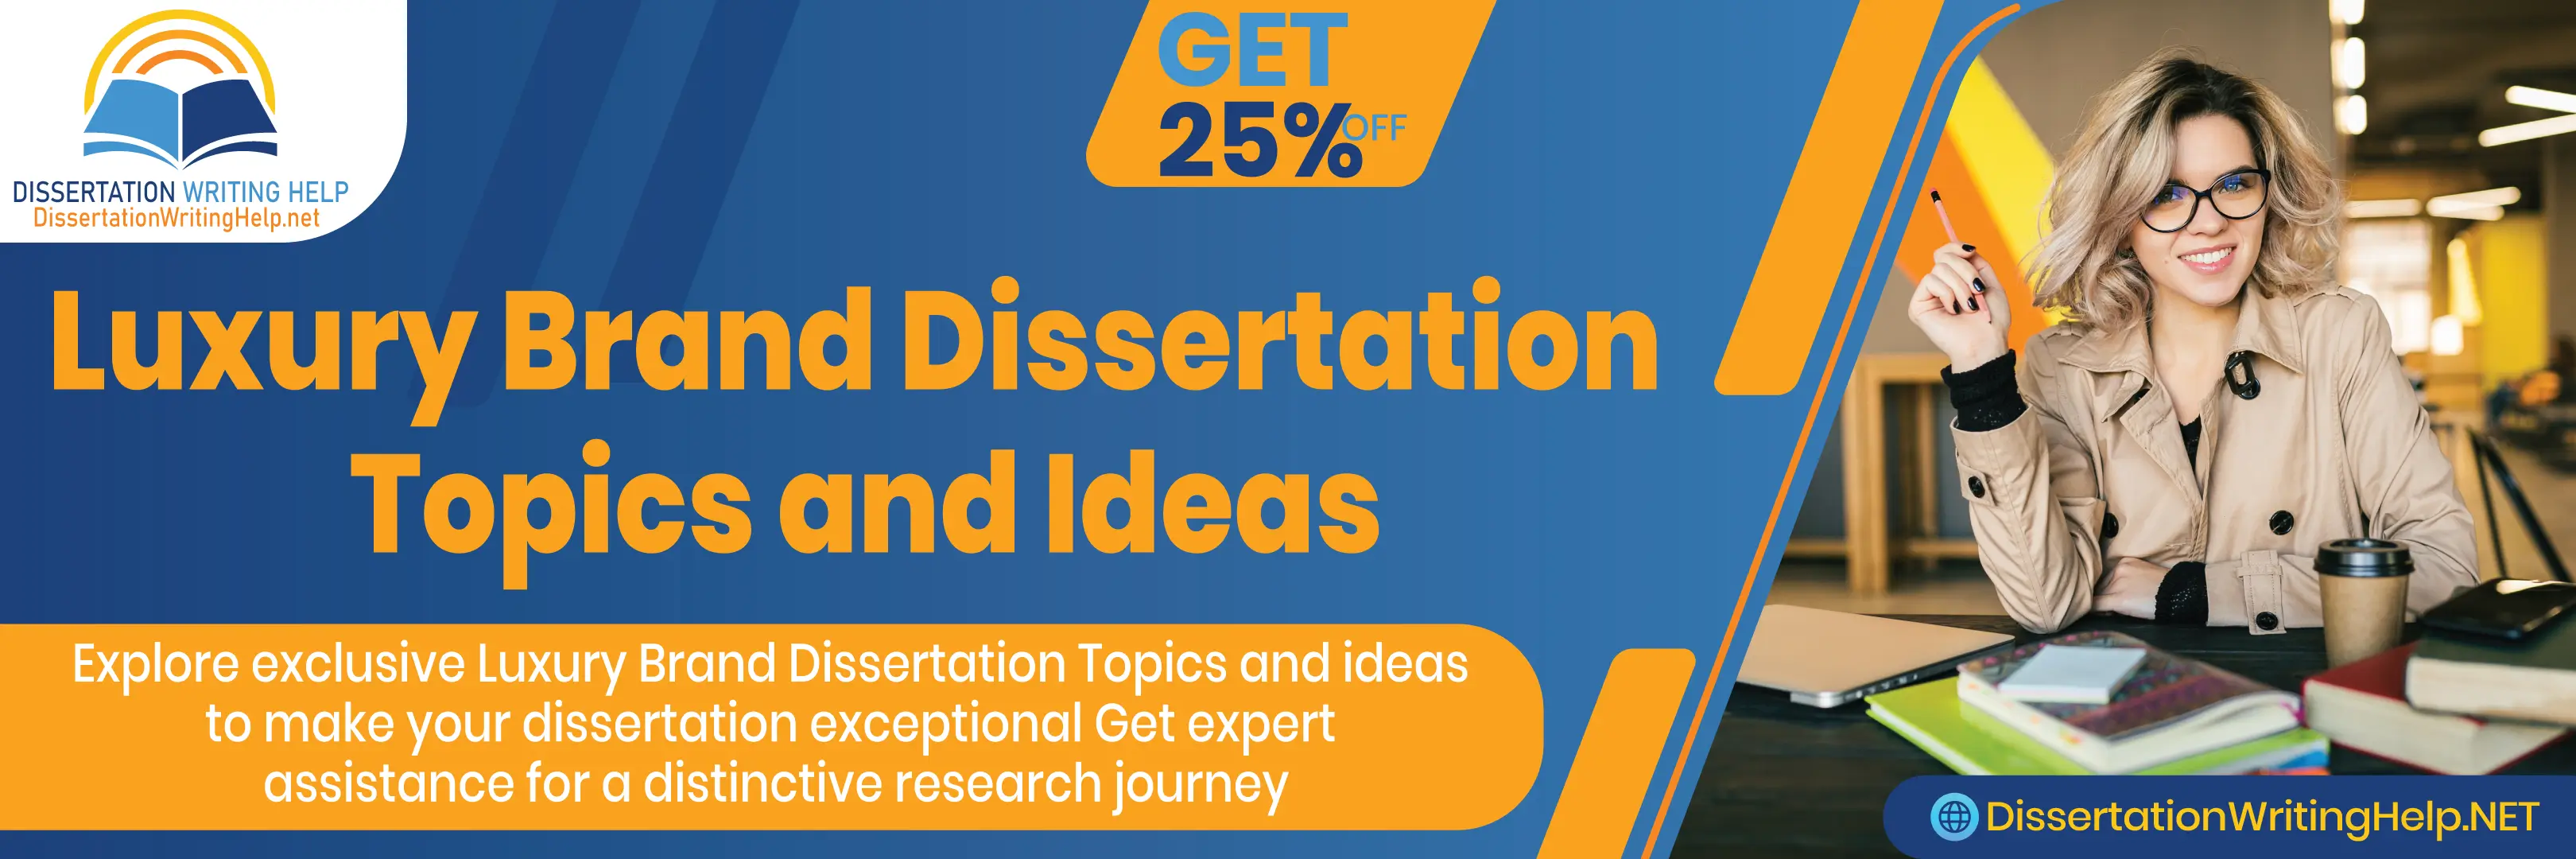 DISSERTATION WRITING HELP
DissertationWritingHelp.net
GET
25% OFF
Luxury Brand Dissertation
Topics and Ideas
Explore exclusive Luxury Brand Dissertation Topics and ideas
to make your dissertation exceptional Get expert
assistance for a distinctive research journey
DissertationWritingHelp.NET